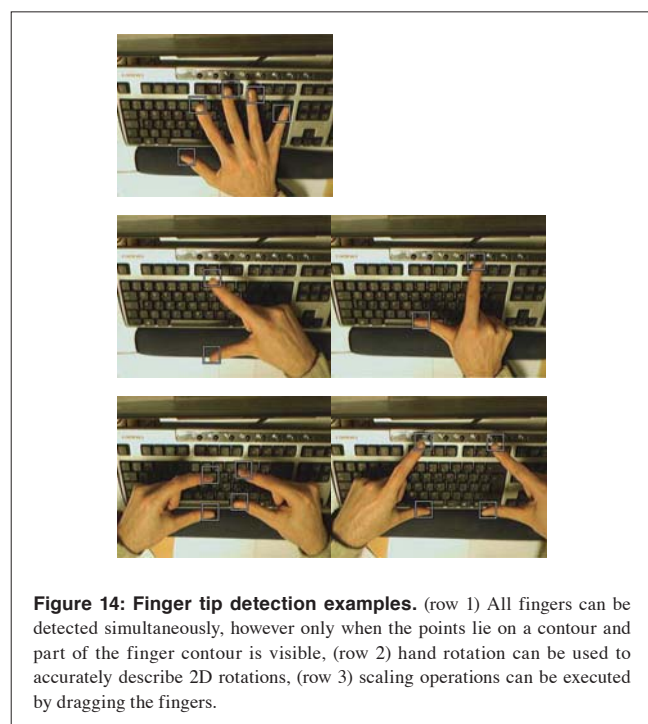 Figure 14: Finger tip detection examples. (row 1) All fingers can be
detected simultaneously, however only when the points lie on a contour and
part of the finger contour is visible, (row 2) hand rotation can be used to
accurately describe 2D rotations, (row 3) scaling operations can be executed
by dragging the fingers.